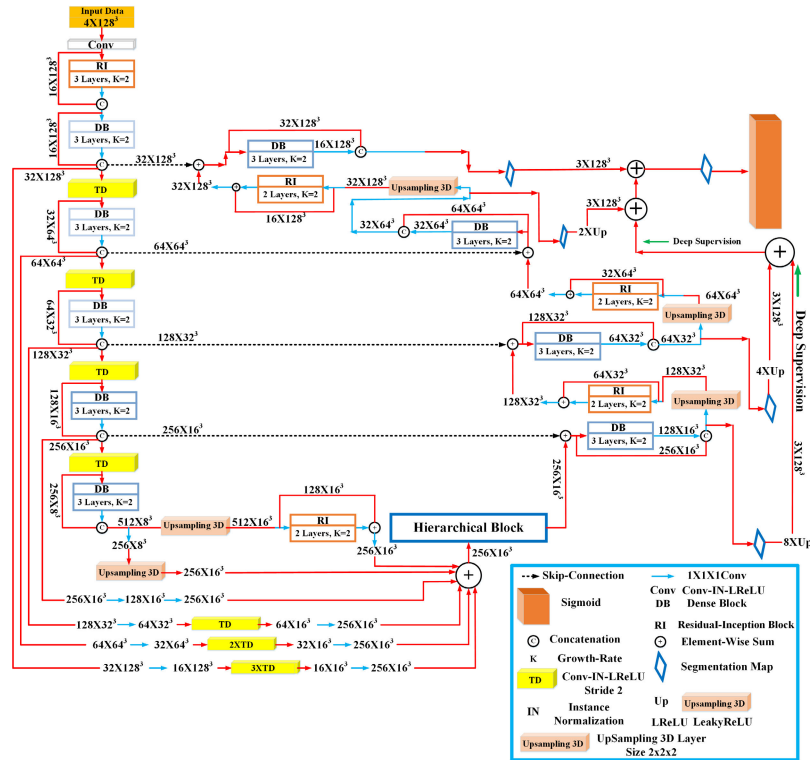 Input Data
4X128³
Conv
16X128³
RI
3 Layers, K=2
C
16X128³
DB
3 Layers, K=2
C
32X128³
32X128³
TD
32X64³
DB
3 Layers, K=2
C
64X64³
64X64³
TD
64X32³
DB
3 Layers, K=2
C
128X32³
128X32³
TD
128X16³
DB
3 Layers, K=2
C
256X16³
256X16³
TD
256X8³
DB
3 Layers, K=2
C
512X8³
Upsampling 3D
512X16³
128X16³
RI
2 Layers, K=2
+
256X16³
256X8³
Upsampling 3D
256X16³
256X16³
128X16³
256X16³
128X32³
64X32³
TD
64X16³
256X16³
64X64³
32X64³
2XTD
32X16³
256X16³
32X128³
16X128³
3XTD
16X16³
256X16³
+
256X16³
Hierarchical Block
256X16³
+
DB
3 Layers, K=2
128X16³
C
256X16³
Upsampling 3D
128X32³
64X32³
RI
2 Layers, K=2
+
128X32³
+
128X32³
DB
3 Layers, K=2
64X32³
C
64X32³
Upsampling 3D
64X64³
32X64³
RI
2 Layers, K=2
+
64X64³
+
64X64³
DB
3 Layers, K=2
32X64³
C
32X64³
Upsampling 3D
32X128³
RI
2 Layers, K=2
16X128³
+
32X128³
+
32X128³
DB
3 Layers, K=2
16X128³
C
3X128³
+
2XUp
3X128³
+
Deep Supervision
+
3X128³
4XUp
Deep Supervision
3X128³
8XUp
Skip-Connection
1X1X1Conv
Sigmoid
Conv Conv-IN-LReLU
DB Dense Block
RI Residual-Inception Block
C Concatenation
+ Element-Wise Sum
K Growth-Rate
Segmentation Map
TD Conv-IN-LReLU
Stride 2
IN Instance
Normalization
Up Upsampling 3D
LReLU LeakyReLU
Upsampling 3D UpSampling 3D Layer
Size 2x2x2